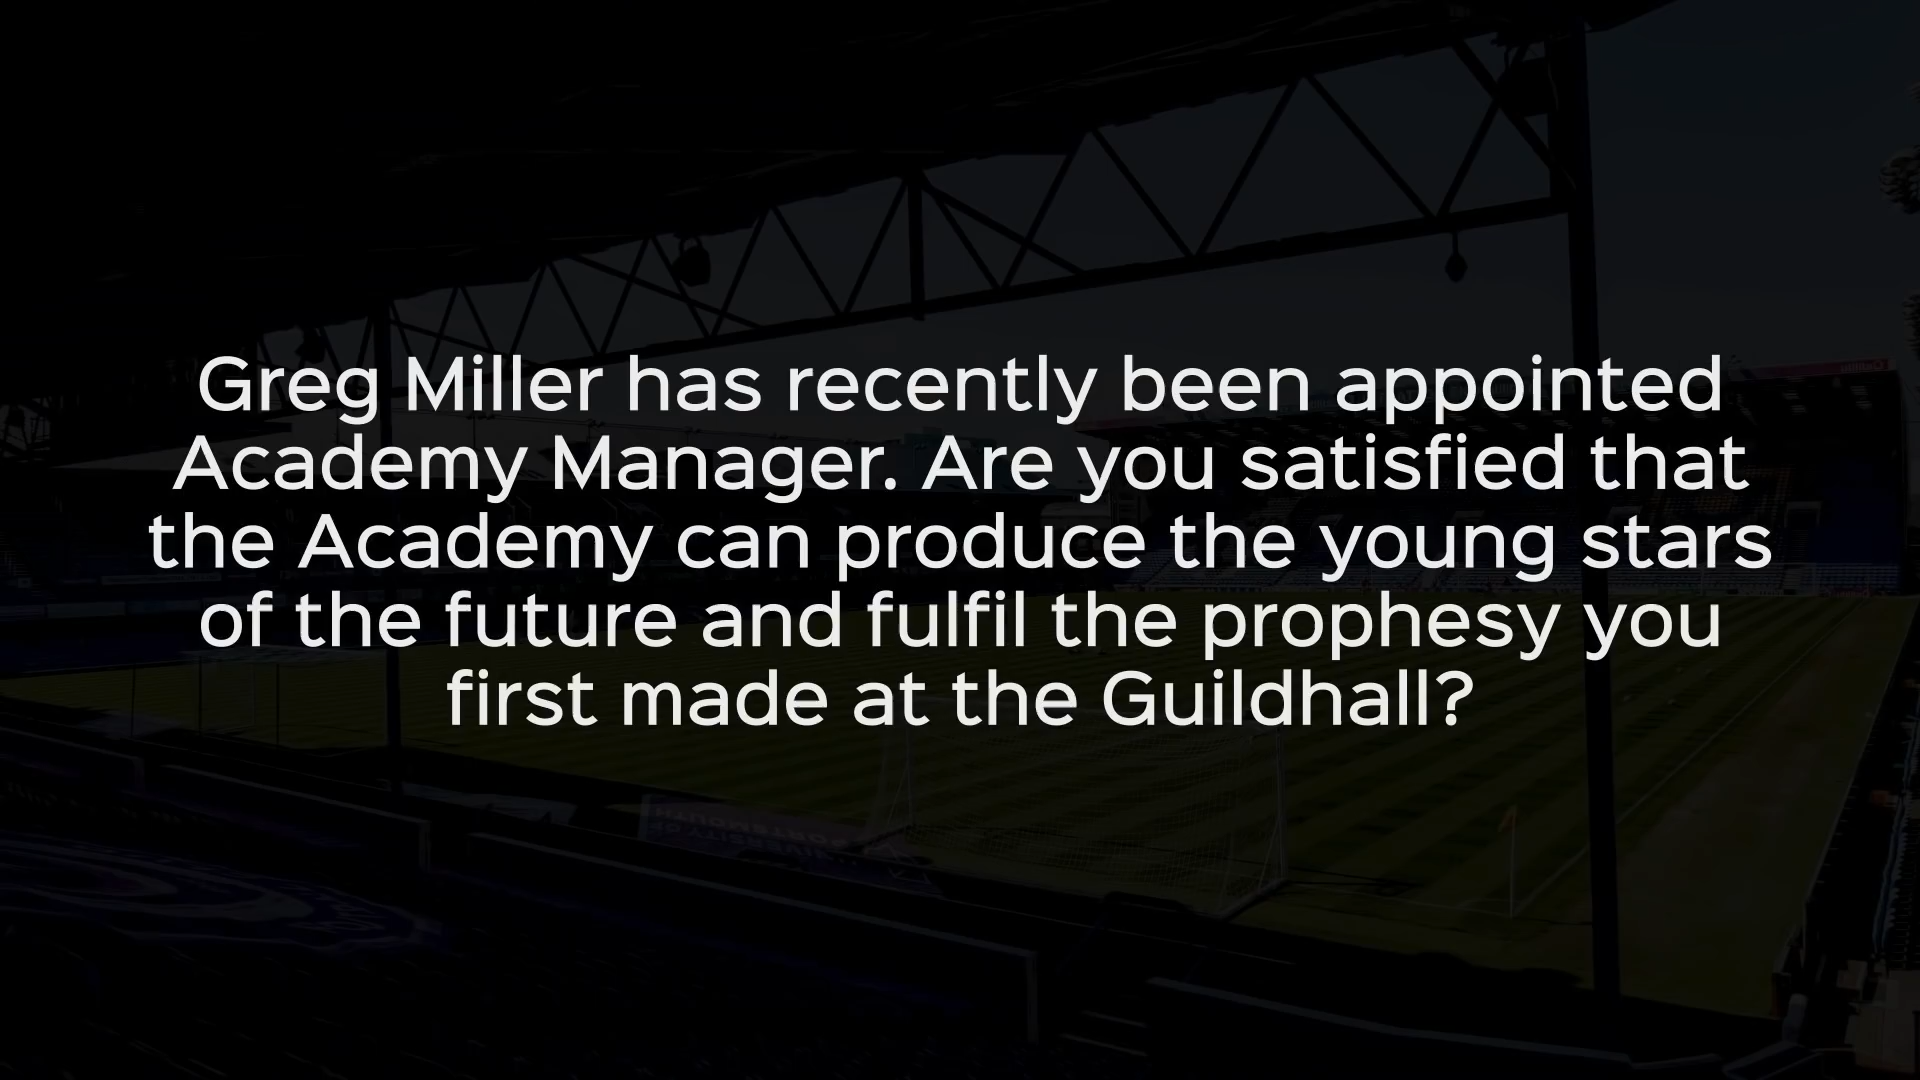 Greg Miller has recently been appointed
Academy Manager. Are you satisfied that
the Academy can produce the young stars
of the future and fulfil the prophesy you
first made at the Guildhall?